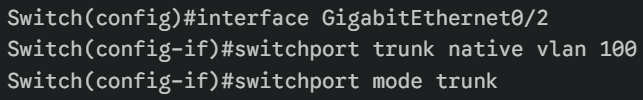 Switch(config)#interface GigabitEthernet0/2
Switch(config-if)#switchport trunk native vlan 100
Switch(config-if)#switchport mode trunk